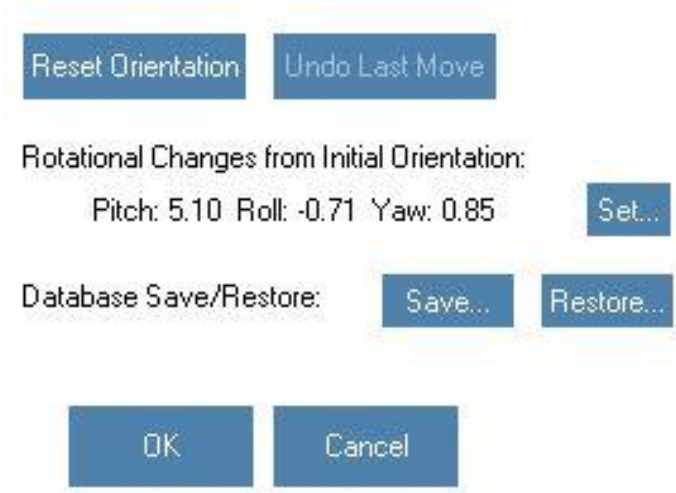 Reset Orientation Undo Last Move
Rotational Changes from Initial Orientation:
Pitch: 5.10 Roll: -0.71 Yaw: 0.85 Set...
Database Save/Restore: Save... Restore...
OK Cancel